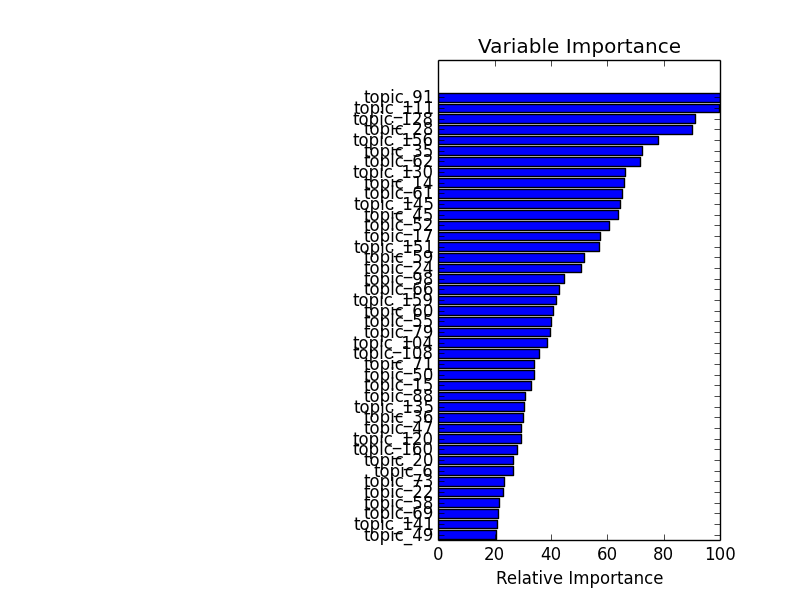 Variable Importance
topic_91
topic_111
topic_128
topic_28
topic_156
topic_35
topic_62
topic_130
topic_14
topic_61
topic_145
topic_45
topic_52
topic_17
topic_151
topic_59
topic_24
topic_98
topic_66
topic_159
topic_60
topic_55
topic_79
topic_104
topic_108
topic_71
topic_50
topic_15
topic_88
topic_135
topic_36
topic_47
topic_120
topic_160
topic_20
topic_6
topic_73
topic_22
topic_58
topic_69
topic_141
topic_49
0 20 40 60 80 100
Relative Importance